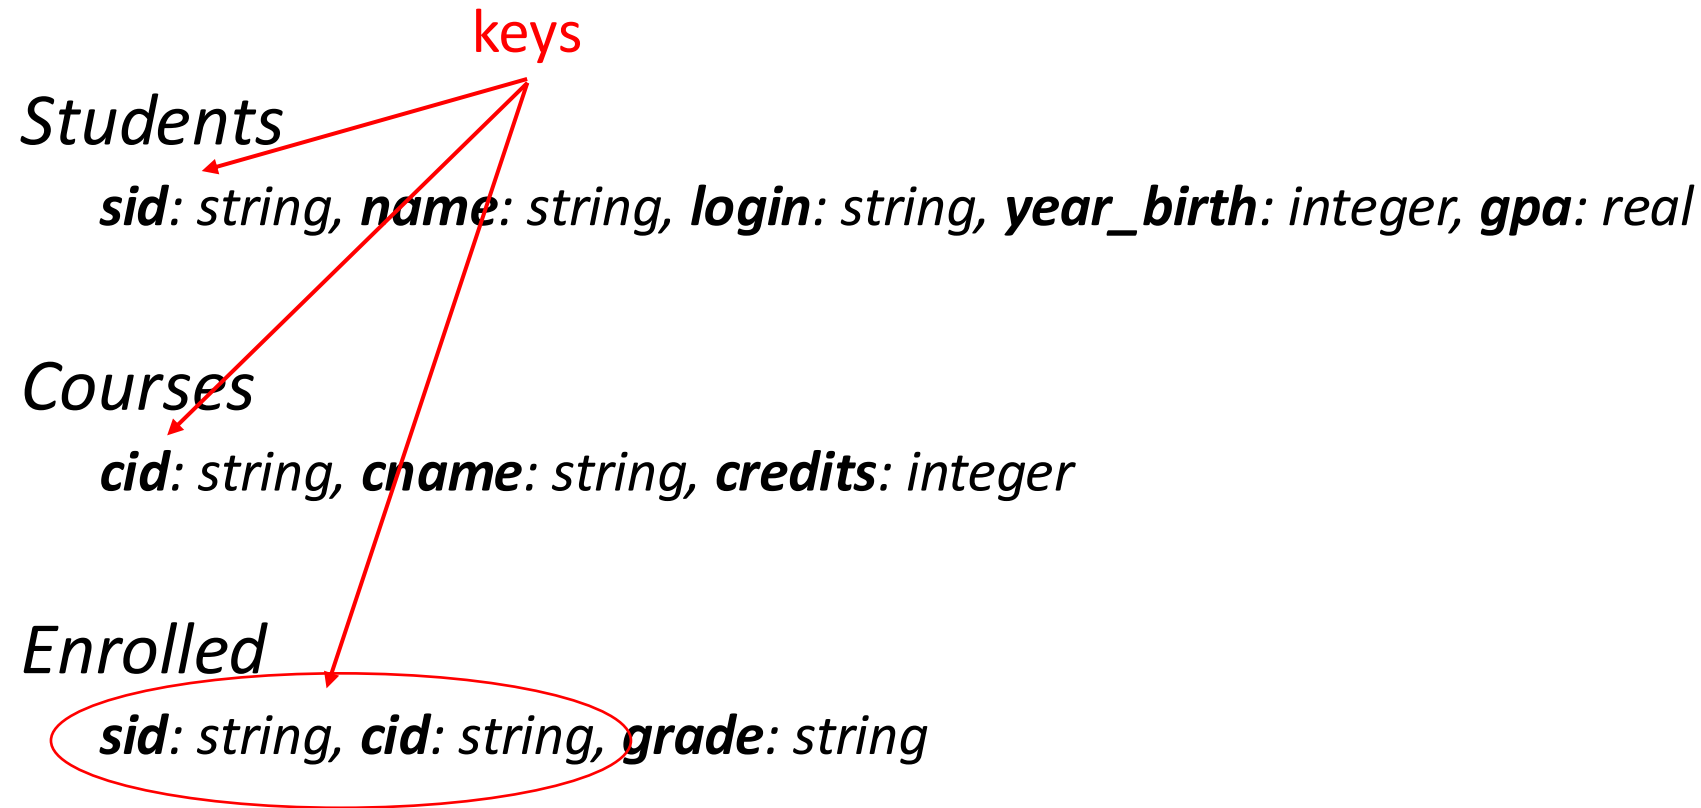 keys
Students
sid: string, name: string, login: string, year_birth: integer, gpa: real
Courses
cid: string, cname: string, credits: integer
Enrolled
sid: string, cid: string, grade: string